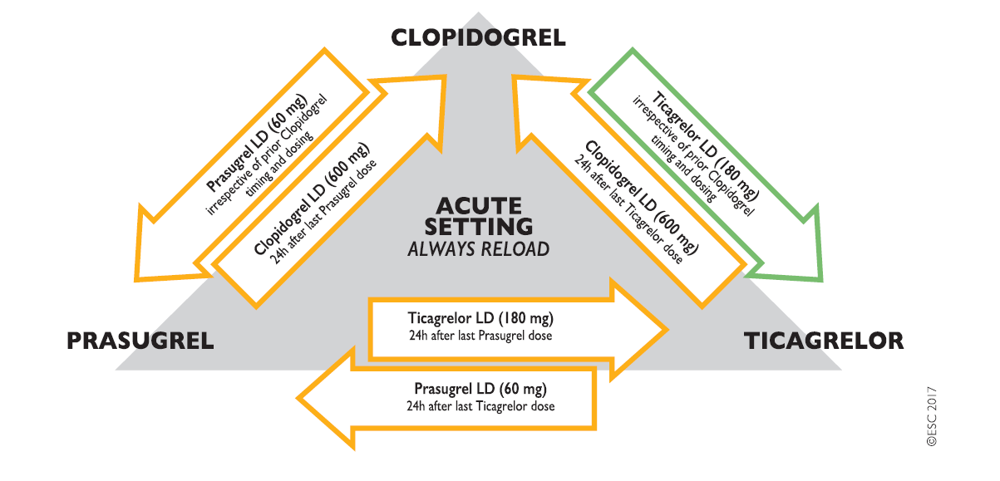 CLOPIDOGREL
Prasugrel LD (60 mg)
irrespective of prior Clopidogrel
timing and dosing
Clopidogrel LD (600 mg)
24h after last Prasugrel dose
Clopidogrel LD (600 mg)
24h after last Ticagrelor dose
Ticagrelor LD (180 mg)
irrespective of prior Clopidogrel
timing and dosing
ACUTE
SETTING
ALWAYS RELOAD
PRASUGREL
TICAGRELOR
Ticagrelor LD (180 mg)
24h after last Prasugrel dose
Prasugrel LD (60 mg)
24h after last Ticagrelor dose
©ESC 2017